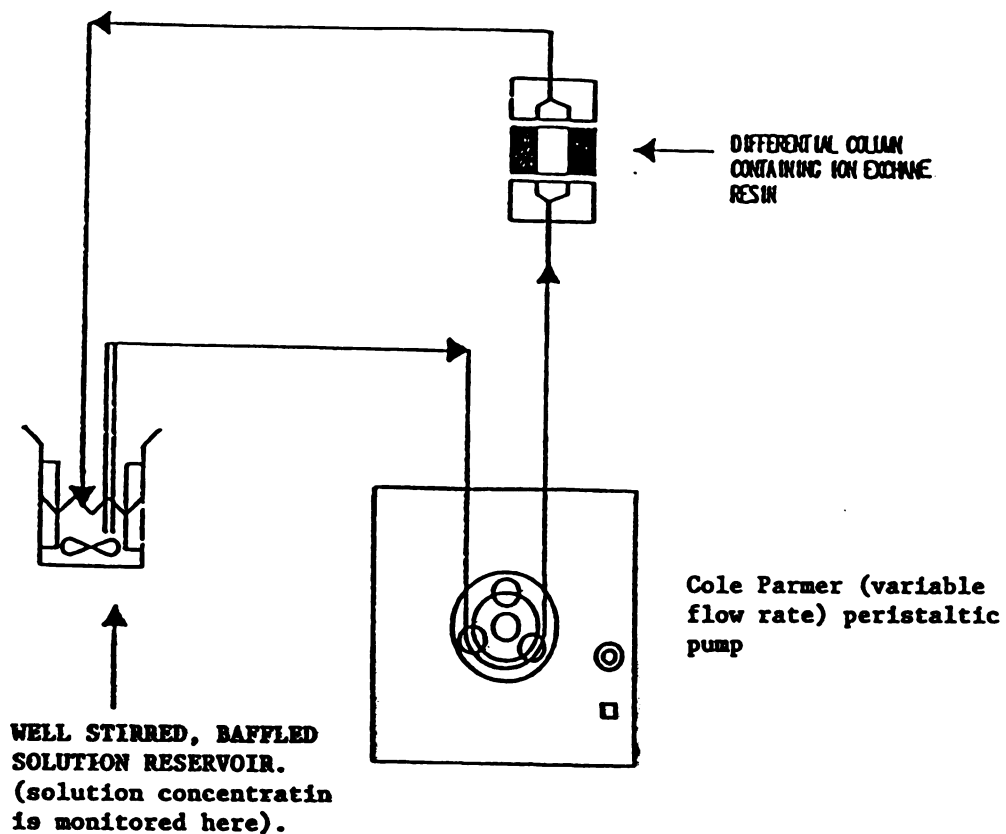 DIFFERENTIAL COLUMN
CONTAINING ION EXCHANE
RESIN
Cole Parmer (variable
flow rate) peristaltic
pump
WELL STIRRED, BAFFLED
SOLUTION RESERVOIR.
(solution concentratin
is monitored here).